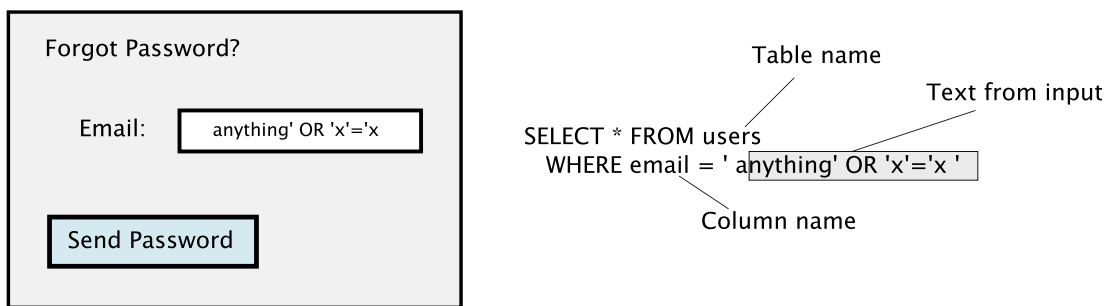 Forgot Password?
Email:
anything' OR 'x'='x
Send Password
Table name
Text from input
SELECT * FROM users
WHERE email = ' anything' OR 'x'='x '
Column name